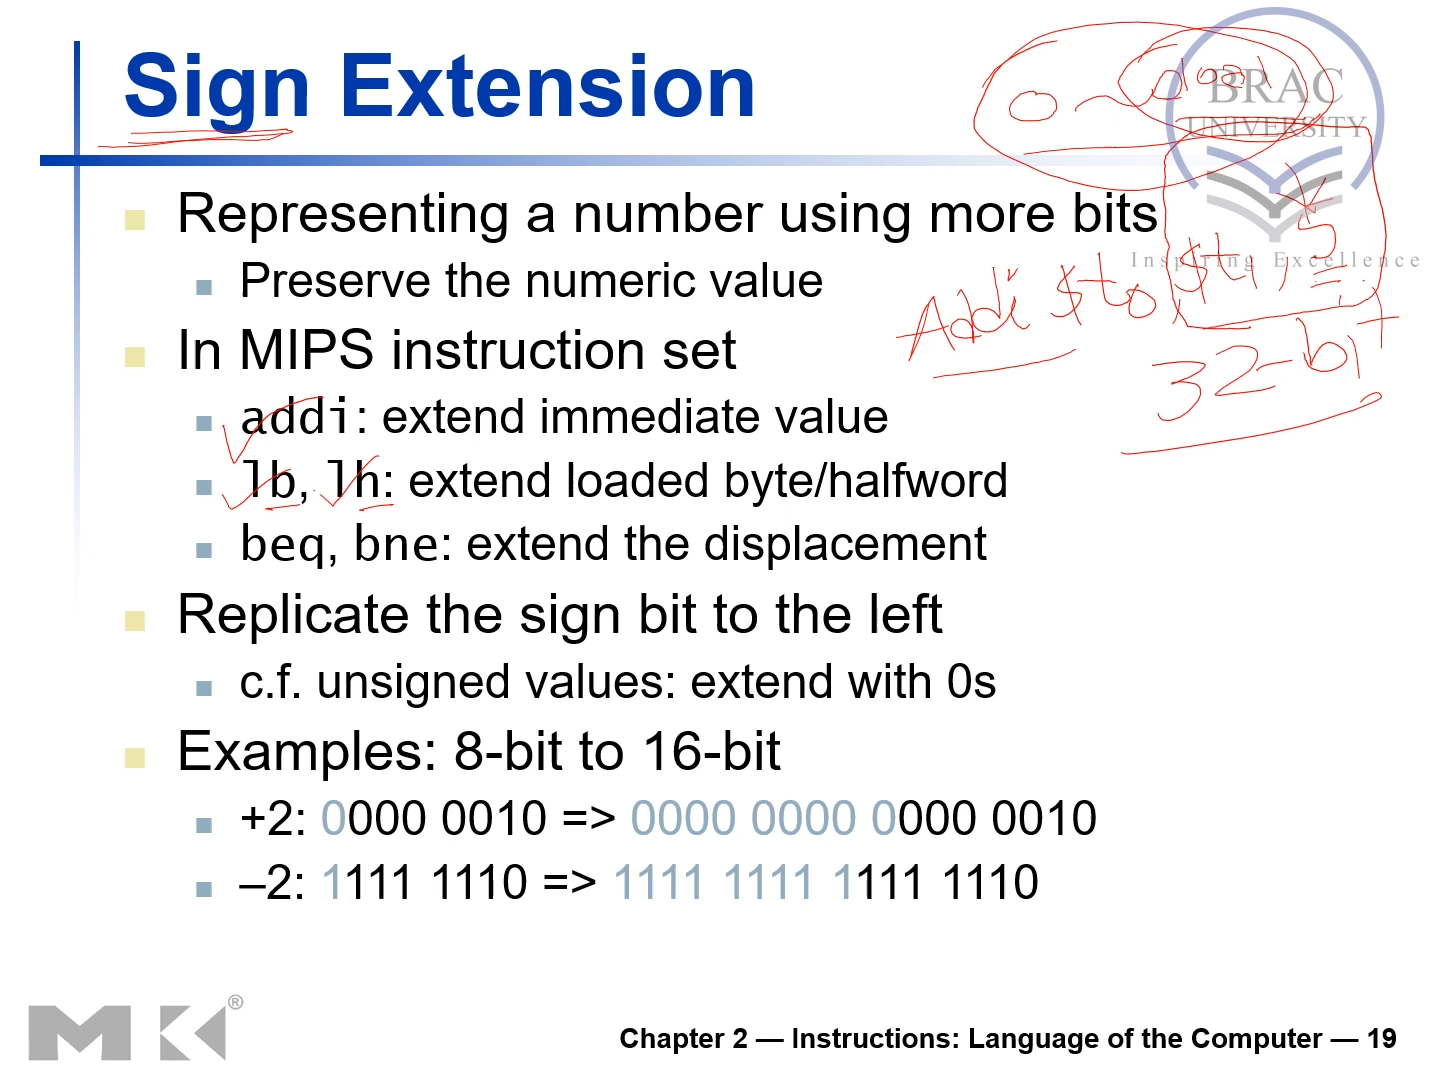 Sign Extension
BRAC
UNIVERSITY
Inspiring Excellence
Representing a number using more bits
Preserve the numeric value
Addi $t0, $t1, 5
32-bit
In MIPS instruction set
addi: extend immediate value
lb, lh: extend loaded byte/halfword
beq, bne: extend the displacement
Replicate the sign bit to the left
c.f. unsigned values: extend with 0s
Examples: 8-bit to 16-bit
+2: 0000 0010 => 0000 0000 0000 0010
–2: 1111 1110 => 1111 1111 1111 1110
MK®
Chapter 2 — Instructions: Language of the Computer — 19